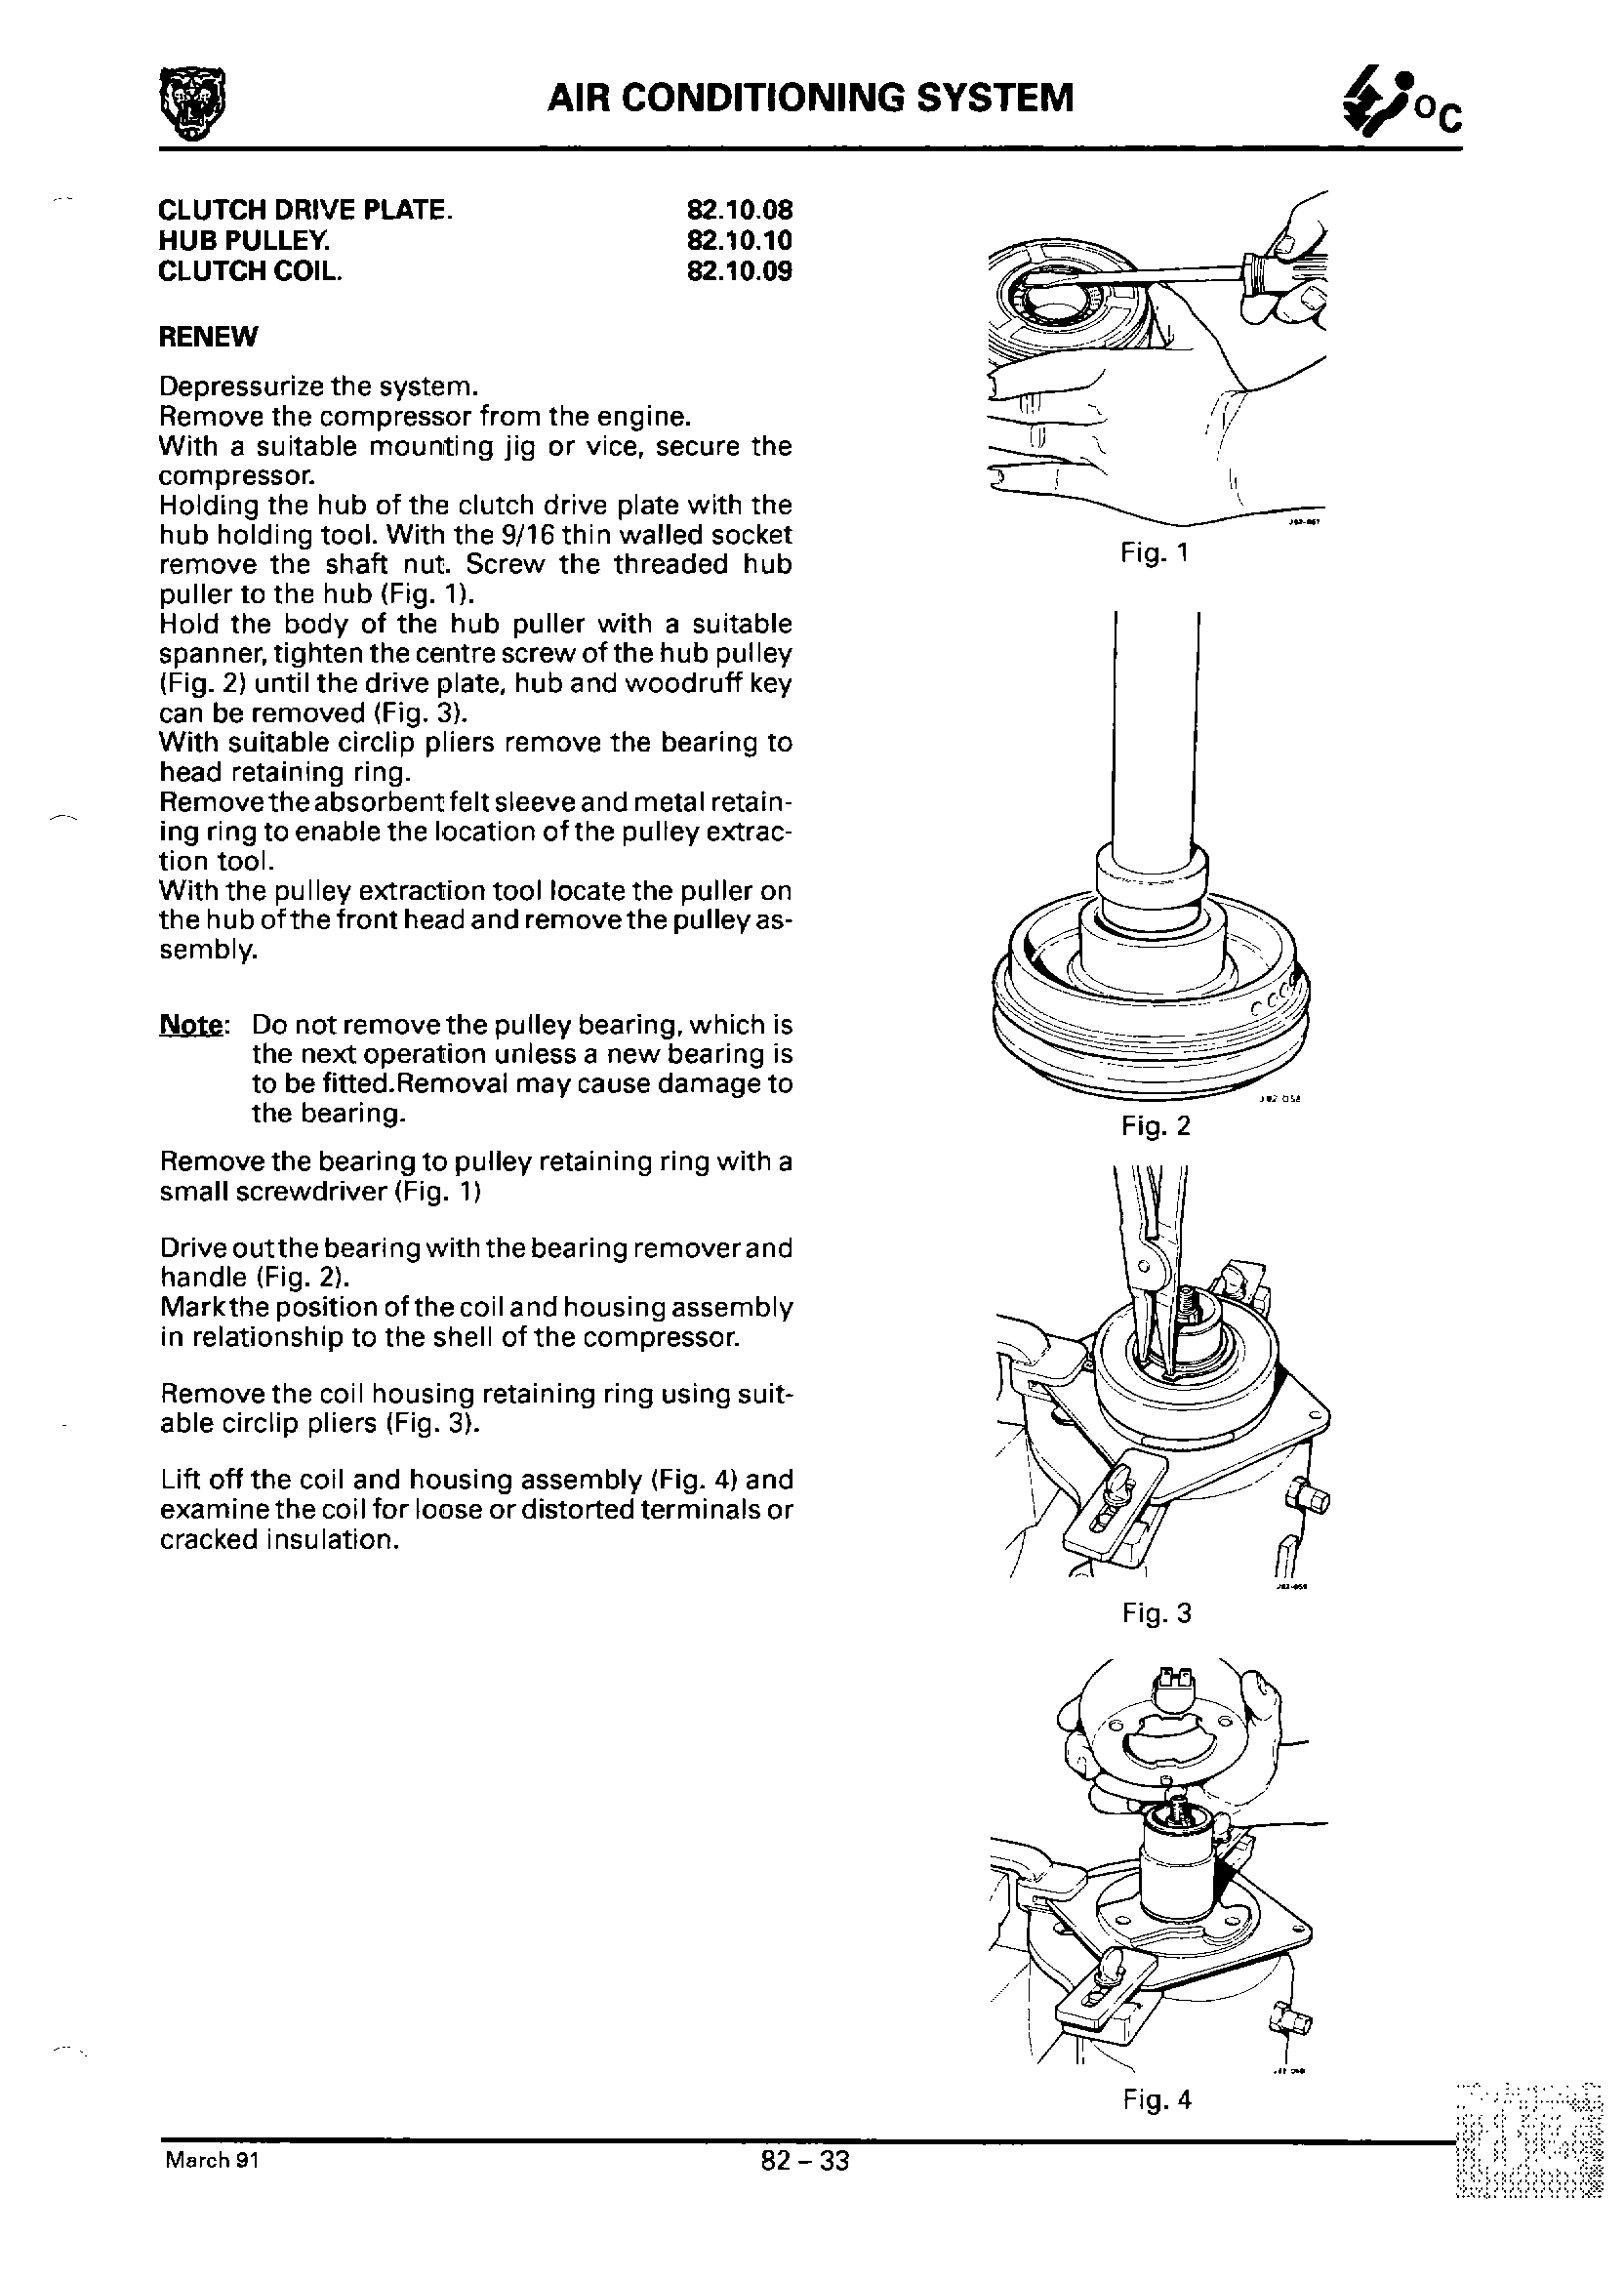 AIR CONDITIONING SYSTEM
°C
CLUTCH DRIVE PLATE. 82.10.08
HUB PULLEY. 82.10.10
CLUTCH COIL. 82.10.09
RENEW
Depressurize the system.
Remove the compressor from the engine.
With a suitable mounting jig or vice, secure the
compressor.
Holding the hub of the clutch drive plate with the
hub holding tool. With the 9/16 thin walled socket
remove the shaft nut. Screw the threaded hub
puller to the hub (Fig. 1).
Hold the body of the hub puller with a suitable
spanner, tighten the centre screw of the hub pulley
(Fig. 2) until the drive plate, hub and woodruff key
can be removed (Fig. 3).
With suitable circlip pliers remove the bearing to
head retaining ring.
Remove the absorbent felt sleeve and metal retain-
ing ring to enable the location of the pulley extrac-
tion tool.
With the pulley extraction tool locate the puller on
the hub of the front head and remove the pulley as-
sembly.
Note: Do not remove the pulley bearing, which is
the next operation unless a new bearing is
to be fitted.Removal may cause damage to
the bearing.
Remove the bearing to pulley retaining ring with a
small screwdriver (Fig. 1)
Drive out the bearing with the bearing remover and
handle (Fig. 2).
Mark the position of the coil and housing assembly
in relationship to the shell of the compressor.
Remove the coil housing retaining ring using suit-
able circlip pliers (Fig. 3).
Lift off the coil and housing assembly (Fig. 4) and
examine the coil for loose or distorted terminals or
cracked insulation.
Fig. 1
J82 058
Fig. 2
J82-059
Fig. 3
Fig. 4
March 91
82 – 33